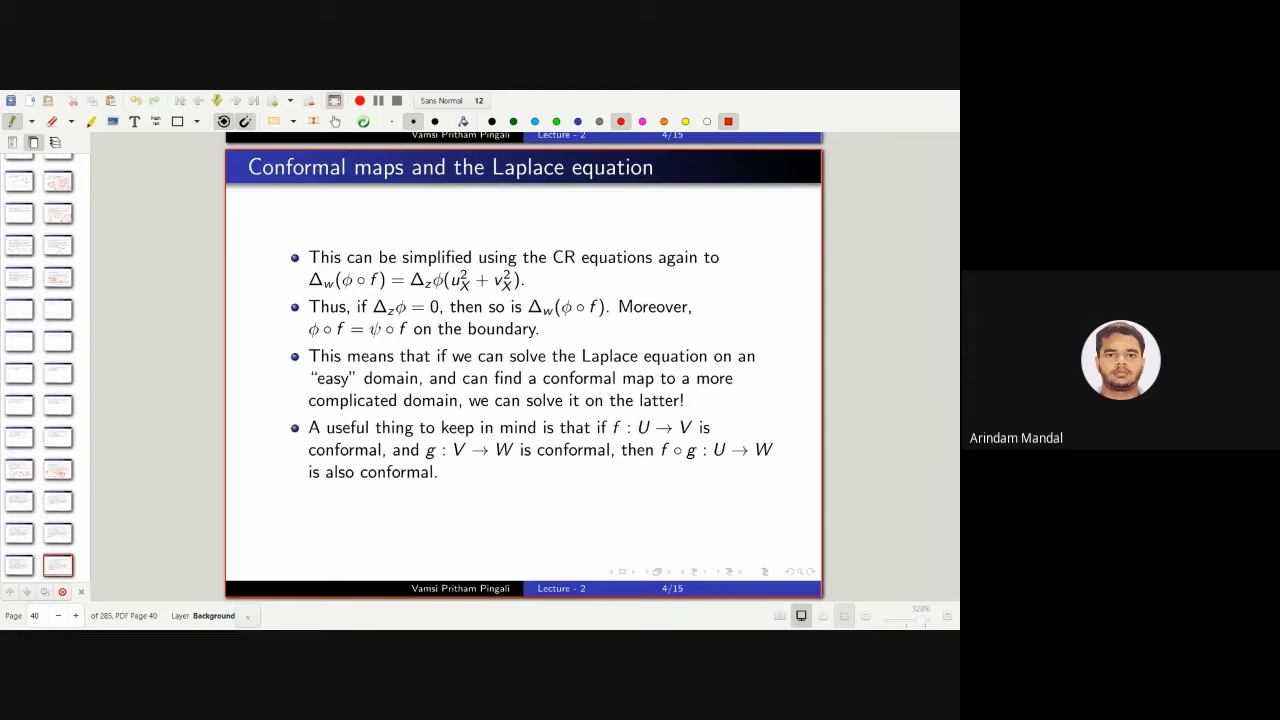 Sans Normal 12
Vamsi Pritham Pingali Lecture - 2 4/15
Conformal maps and the Laplace equation
This can be simplified using the CR equations again to
Δ_w(ϕ ∘ f) = Δ_zϕ(u_X^2 + v_X^2).
Thus, if Δ_zϕ = 0, then so is Δ_w(ϕ ∘ f). Moreover,
ϕ ∘ f = ψ ∘ f on the boundary.
This means that if we can solve the Laplace equation on an
“easy” domain, and can find a conformal map to a more
complicated domain, we can solve it on the latter!
A useful thing to keep in mind is that if f : U → V is
conformal, and g : V → W is conformal, then f ∘ g : U → W
is also conformal.
Vamsi Pritham Pingali Lecture - 2 4/15
Page 40 of 285, PDF Page 40 Layer Background
328%
Arindam Mandal